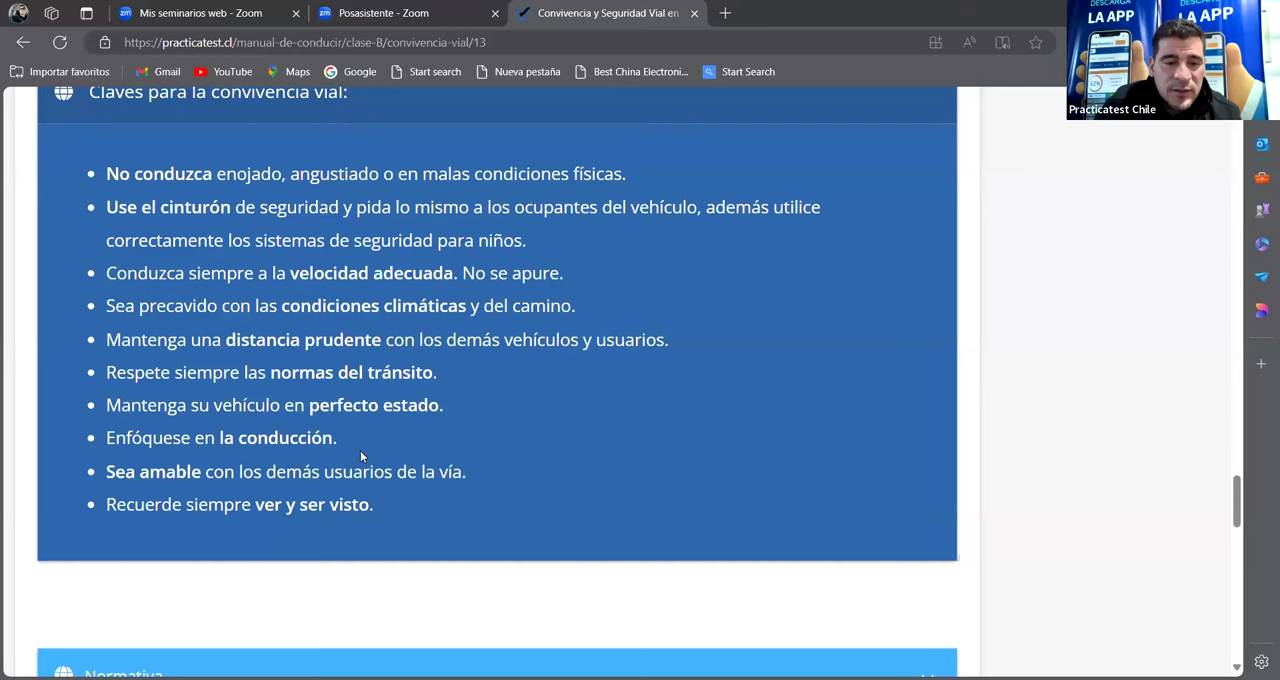 Mis seminarios web - Zoom
Posasistente - Zoom
Convivencia y Seguridad Vial en
https://practicatest.cl/manual-de-conducir/clase-B/convivencia-vial/13
Importar favoritos
Gmail
YouTube
Maps
Google
Start search
Nueva pestaña
Best China Electroni...
Start Search
DESCARGA
LA APP
DESCARGA
LA APP
Practicatest Chile
Claves para la convivencia vial:
• No conduzca enojado, angustiado o en malas condiciones físicas.
• Use el cinturón de seguridad y pida lo mismo a los ocupantes del vehículo, además utilice
correctamente los sistemas de seguridad para niños.
• Conduzca siempre a la velocidad adecuada. No se apure.
• Sea precavido con las condiciones climáticas y del camino.
• Mantenga una distancia prudente con los demás vehículos y usuarios.
• Respete siempre las normas del tránsito.
• Mantenga su vehículo en perfecto estado.
• Enfóquese en la conducción.
• Sea amable con los demás usuarios de la vía.
• Recuerde siempre ver y ser visto.
Normativa